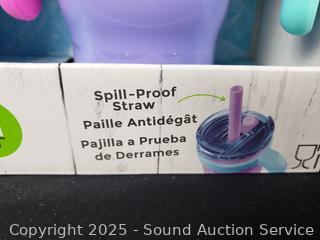 Spill-Proof
Straw
Paille Antidégât
Pajilla a Prueba
de Derrames
Copyright 2025 - Sound Auction Service